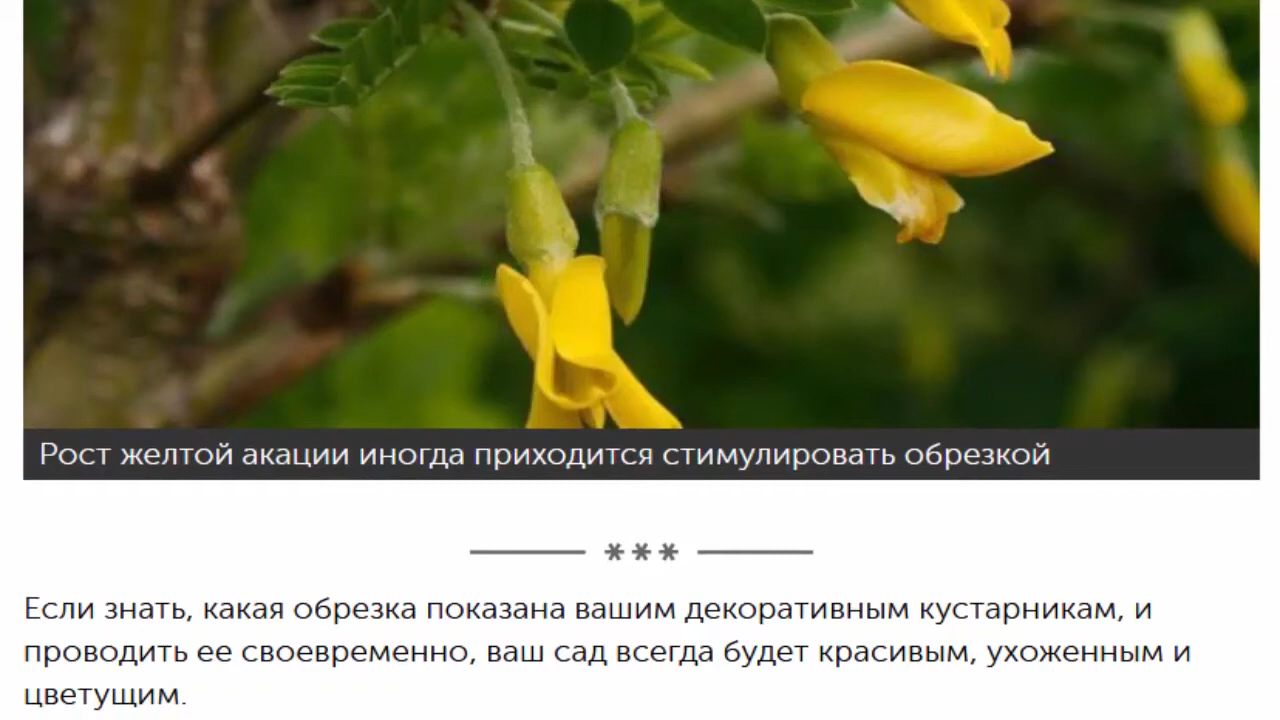 Рост желтой акации иногда приходится стимулировать обрезкой
***
Если знать, какая обрезка показана вашим декоративным кустарникам, и
проводить ее своевременно, ваш сад всегда будет красивым, ухоженным и
цветущим.